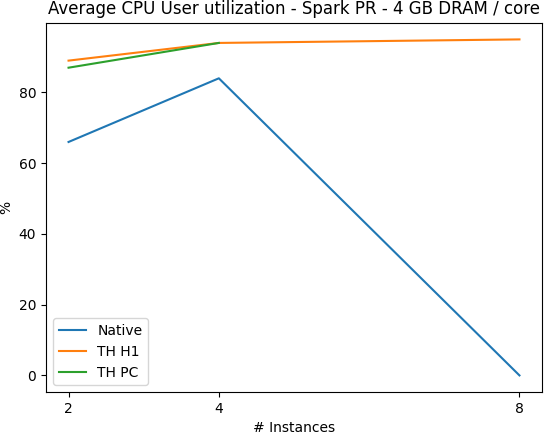 Average CPU User utilization - Spark PR - 4 GB DRAM / core
%
80
60
40
20
0
Native
TH H1
TH PC
2
4
8
# Instances